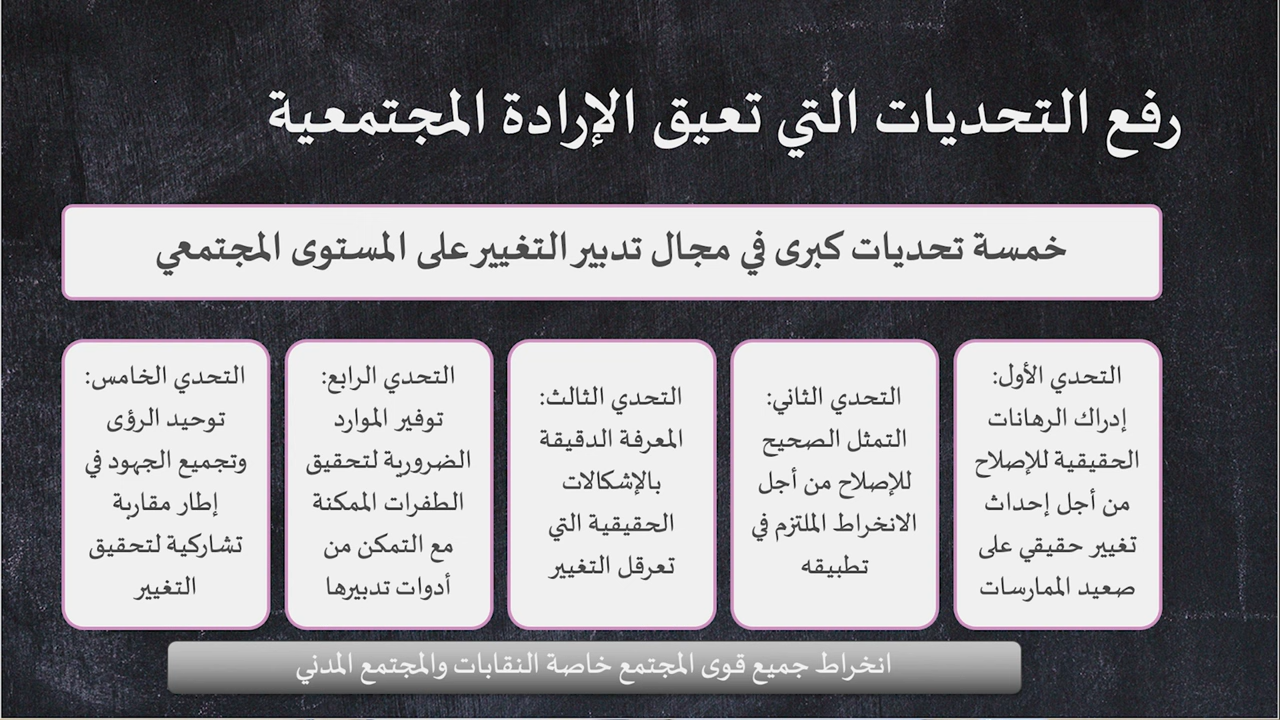 رفع التحديات التي تعيق الإرادة المجتمعية
خمسة تحديات كبرى في مجال تدبير التغيير على المستوى المجتمعي
التحدي الأول:
إدراك الرهانات
الحقيقية للإصلاح
من أجل إحداث
تغيير حقيقي على
صعيد الممارسات
التحدي الثاني:
التمثل الصحيح
للإصلاح من أجل
الانخراط الملتزم في
تطبيقه
التحدي الثالث:
المعرفة الدقيقة
بالإشكالات
الحقيقية التي
تعرقل التغيير
التحدي الرابع:
توفير الموارد
الضرورية لتحقيق
الطفرات الممكنة
مع التمكن من
أدوات تدبيرها
التحدي الخامس:
توحيد الرؤى
وتجميع الجهود في
إطار مقاربة
تشاركية لتحقيق
التغيير
انخراط جميع قوى المجتمع خاصة النقابات والمجتمع المدني